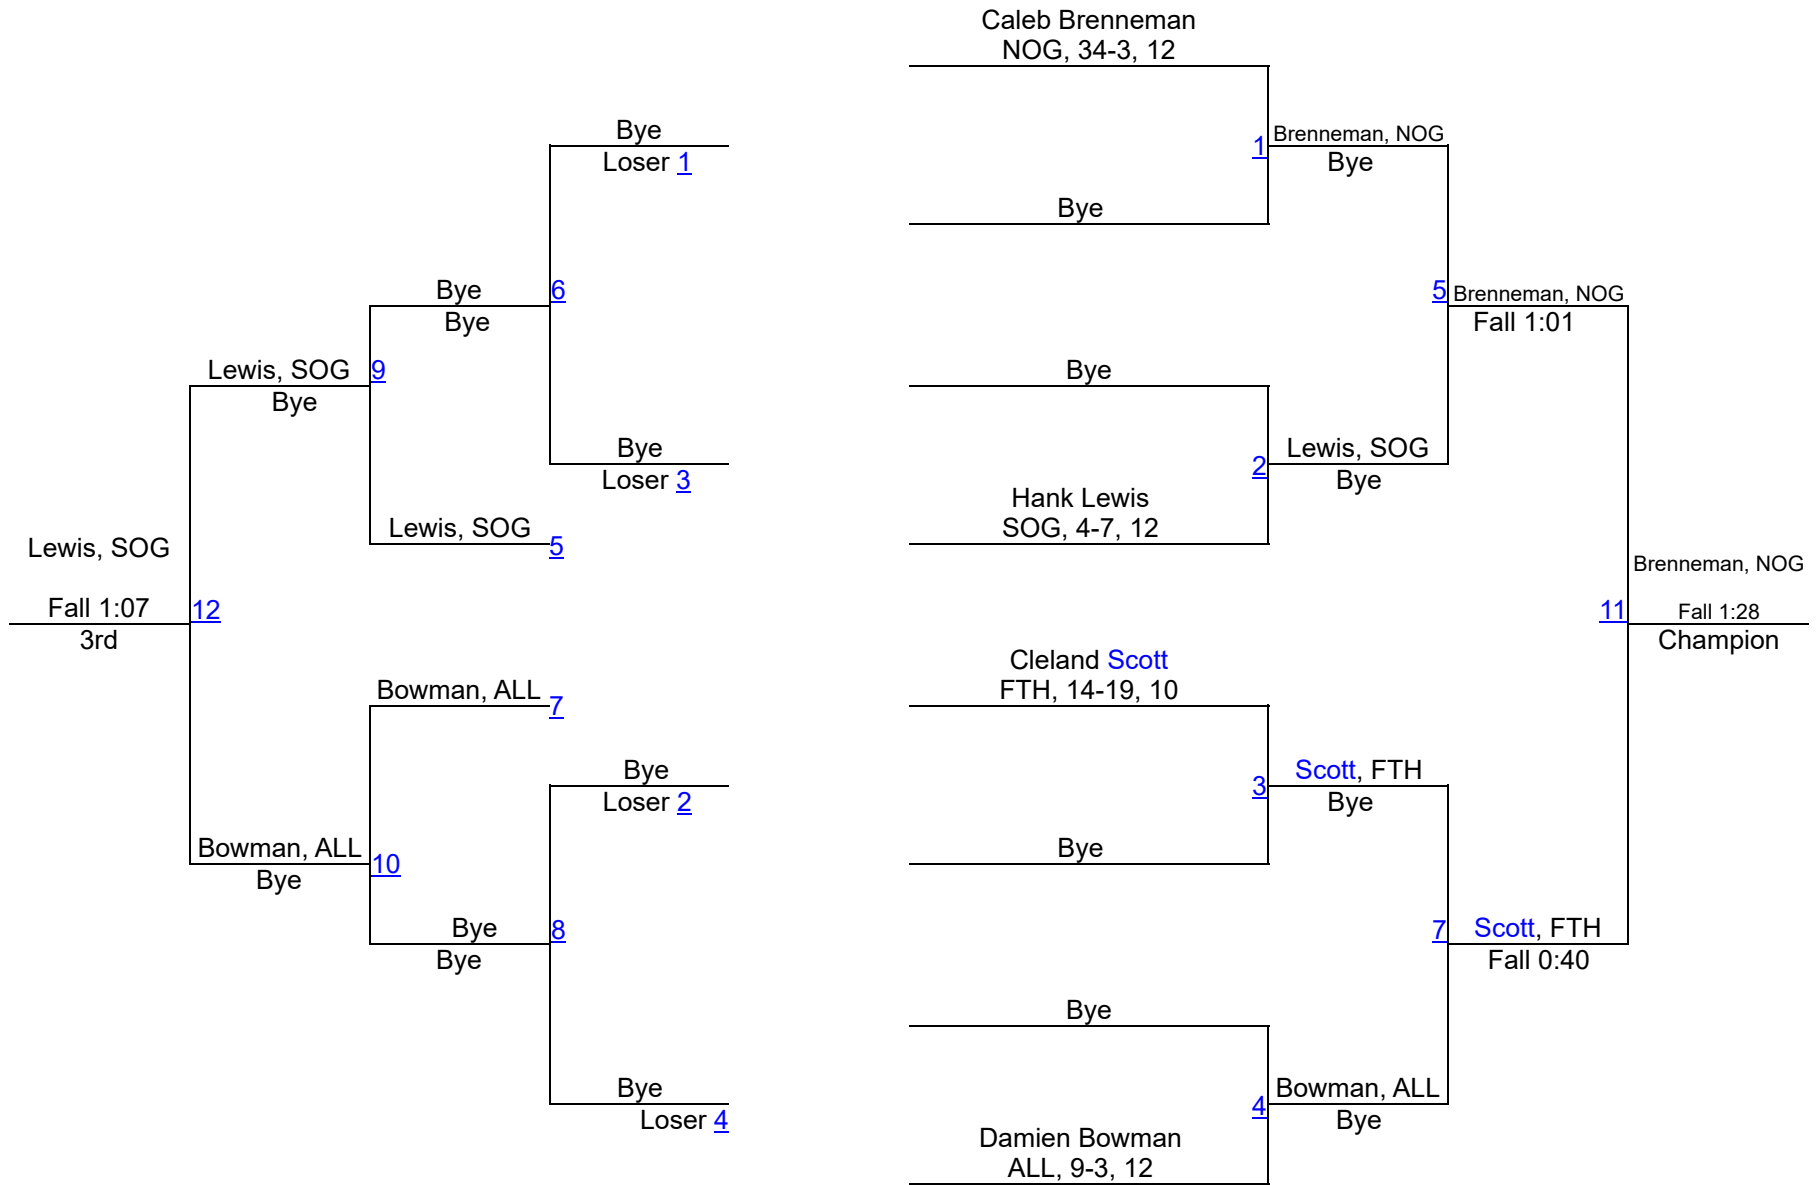 Caleb Brenneman
NOG, 34-3, 12
Bye
Loser 1
1
Brenneman, NOG
Bye
Bye
Bye
Bye
6
5
Brenneman, NOG
Fall 1:01
Lewis, SOG
Bye
9
Bye
Bye
Loser 3
2
Lewis, SOG
Bye
Hank Lewis
SOG, 4-7, 12
Lewis, SOG
5
Lewis, SOG
Fall 1:07
3rd
12
Brenneman, NOG
11
Fall 1:28
Champion
Cleland Scott
FTH, 14-19, 10
Bowman, ALL
7
Bye
Loser 2
3
Scott, FTH
Bye
Bowman, ALL
Bye
10
Bye
Bye
Bye
8
7
Scott, FTH
Fall 0:40
Bye
Bye
Loser 4
4
Bowman, ALL
Bye
Damien Bowman
ALL, 9-3, 12